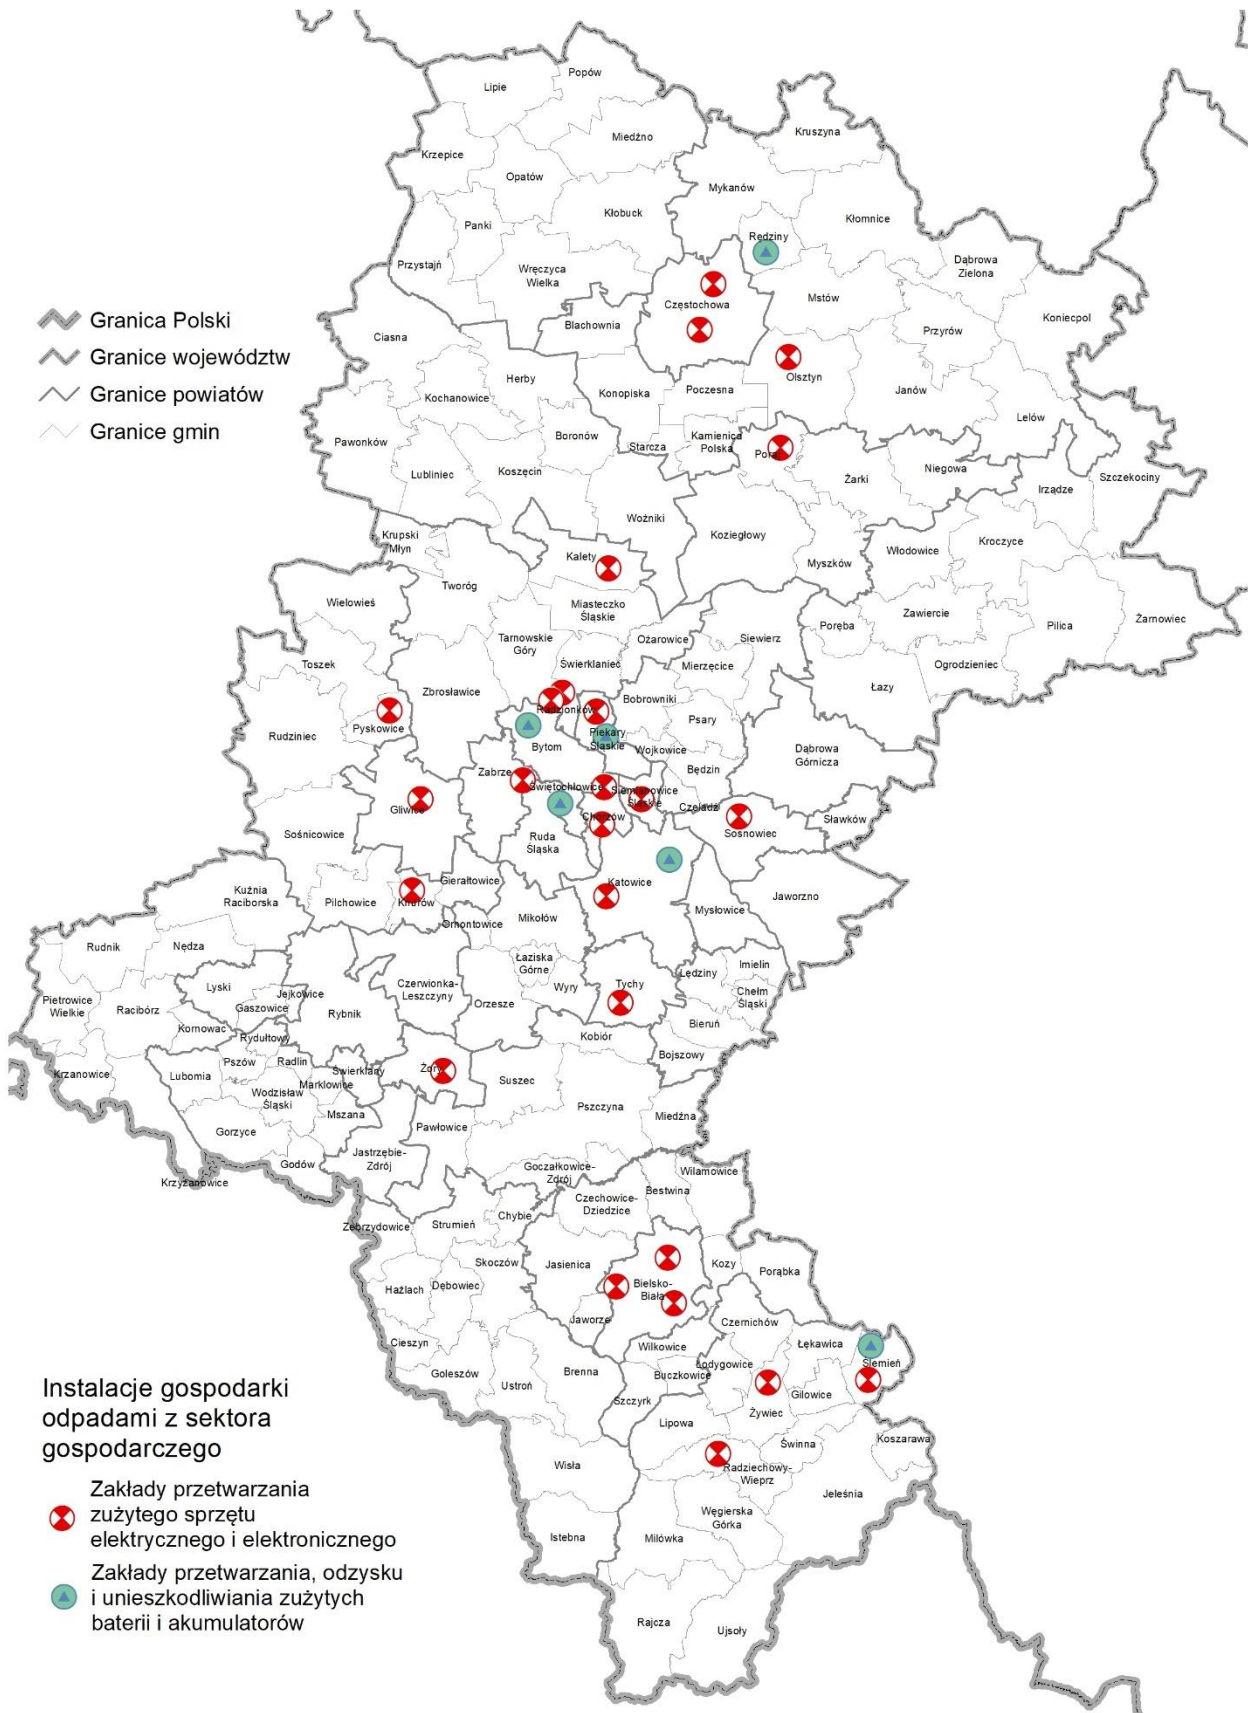 Popów
Lipie
Kruszyna
Miedźno
Krzepice
Opatów
Mykanów
Kłobuck
Kłomnice
Panki
Rędziny
Przystajń
Wręczyca
Wielka
Dąbrowa
Zielona
Częstochowa
Mstów
Koniecpol
Blachownia
Przyrów
Ciasna
Granica Polski
Granice województw
Granice powiatów
Granice gmin
Herby
Olsztyn
Konopiska
Poczesna
Janów
Kochanowice
Lelów
Boronów
Kamienica
Polska
Pawonków
Starcza
Poraj
Lubliniec
Koszęcin
Żarki
Niegowa
Szczekociny
Irządze
Woźniki
Krupski
Młyn
Koziegłowy
Kroczyce
Włodowice
Kalety
Myszków
Tworóg
Wielowieś
Miasteczko
Śląskie
Zawiercie
Żarnowiec
Poręba
Pilica
Tarnowskie
Góry
Ożarowice
Siewierz
Toszek
Świerklaniec
Mierzęcice
Ogrodzieniec
Zbrosławice
Łazy
Bobrowniki
Radzionków
Psary
Pyskowice
Rudziniec
Piekary
Śląskie
Bytom
Wojkowice
Dąbrowa
Górnicza
Będzin
Zabrze
Świętochłowice
Siemianowice
Śląskie
Gliwice
Czeladź
Chorzów
Sławków
Sośnicowice
Sosnowiec
Ruda
Śląska
Gierałtowice
Katowice
Kuźnia
Raciborska
Pilchowice
Knurów
Jaworzno
Mysłowice
Ornontowice
Mikołów
Rudnik
Nędza
Łaziska
Górne
Imielin
Lędziny
Czerwionka-
Leszczyny
Tychy
Lyski
Wyry
Chełm
Śląski
Pietrowice
Wielkie
Jejkowice
Orzesze
Racibórz
Gaszowice
Rybnik
Bieruń
Kornowac
Rydułtowy
Kobiór
Bojszowy
Pszów
Radlin
Krzanowice
Świerklany
Żory
Lubomia
Marklowice
Suszec
Wodzisław
Śląski
Pszczyna
Mszana
Miedźna
Gorzyce
Pawłowice
Jastrzębie-
Zdrój
Godów
Goczałkowice-
Zdrój
Wilamowice
Krzyżanowice
Bestwina
Czechowice-
Dziedzice
Chybie
Zebrzydowice
Strumień
Skoczów
Jasienica
Kozy
Porąbka
Hażlach
Dębowiec
Bielsko-
Biała
Jaworze
Czernichów
Cieszyn
Wilkowice
Łękawica
Ślemień
Goleszów
Brenna
Łodygowice
Buczkowice
Ustroń
Gilowice
Szczyrk
Żywiec
Lipowa
Świnna
Koszarawa
Wisła
Radziechowy-
Wieprz
Jeleśnia
Węgierska
Górka
Istebna
Milówka
Rajcza
Ujsoły
Instalacje gospodarki
odpadami z sektora
gospodarczego
Zakłady przetwarzania
zużytego sprzętu
elektrycznego i elektronicznego
Zakłady przetwarzania, odzysku
i unieszkodliwiania zużytych
baterii i akumulatorów